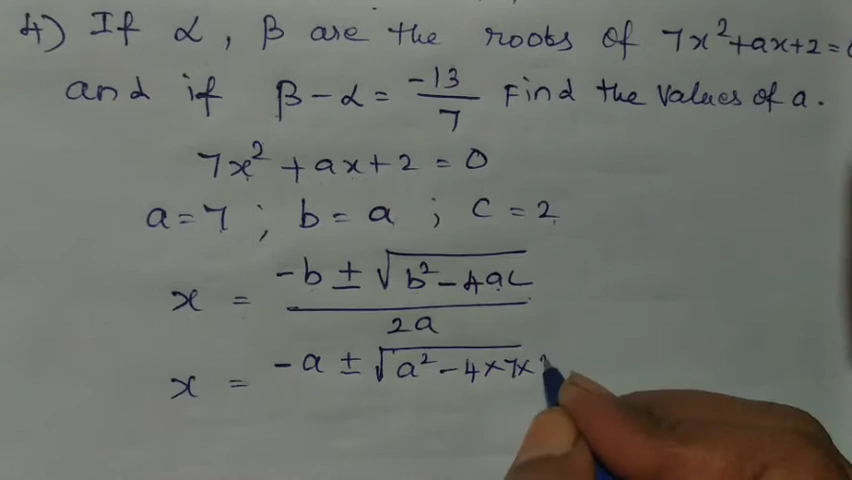 4) If α, β are the roots of 7x²+ax+2=0
and if β-α = -13/7 Find the values of a.
7x²+ax+2=0
a=7 ; b=a ; c=2
x = -b ± √b²-4ac / 2a
x = -a ± √a²-4×7×